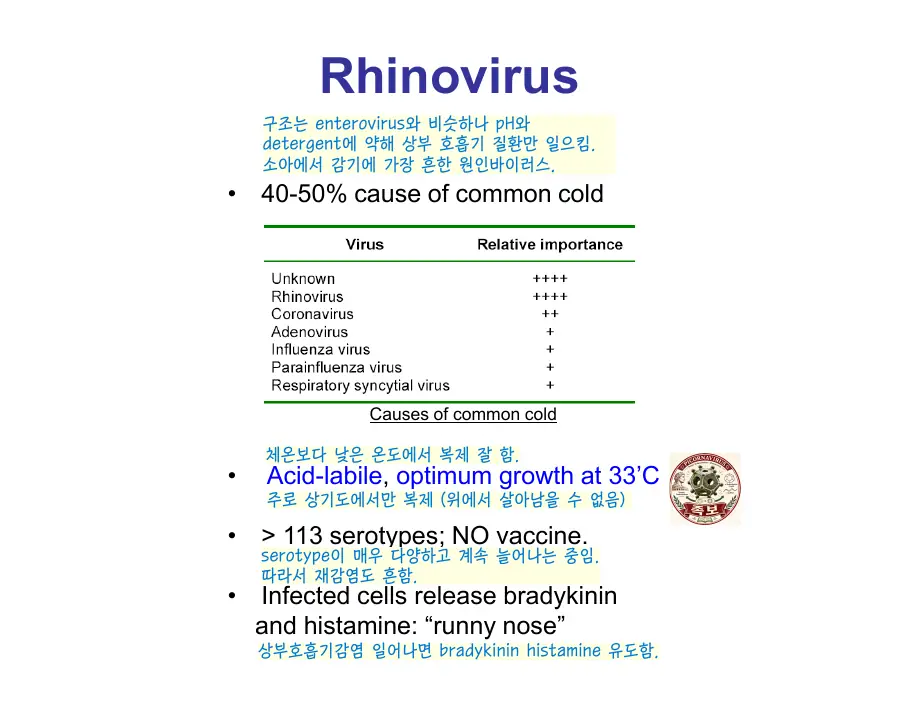 Rhinovirus
구조는 enterovirus와 비슷하나 pH와
detergent에 약해 상부 호흡기 질환만 일으킴.
소아에서 감기에 가장 흔한 원인바이러스.
• 40-50% cause of common cold
Virus Relative importance
Unknown ++++
Rhinovirus ++++
Coronavirus ++
Adenovirus +
Influenza virus +
Parainfluenza virus +
Respiratory syncytial virus +
Causes of common cold
체온보다 낮은 온도에서 복제 잘 함.
• Acid-labile, optimum growth at 33’C
주로 상기도에서만 복제 (위에서 살아남을 수 없음)
PICORNAVIRUS
족보
• > 113 serotypes; NO vaccine.
serotype이 매우 다양하고 계속 늘어나는 중임.
따라서 재감염도 흔함.
• Infected cells release bradykinin
and histamine: “runny nose”
상부호흡기감염 일어나면 bradykinin histamine 유도함.